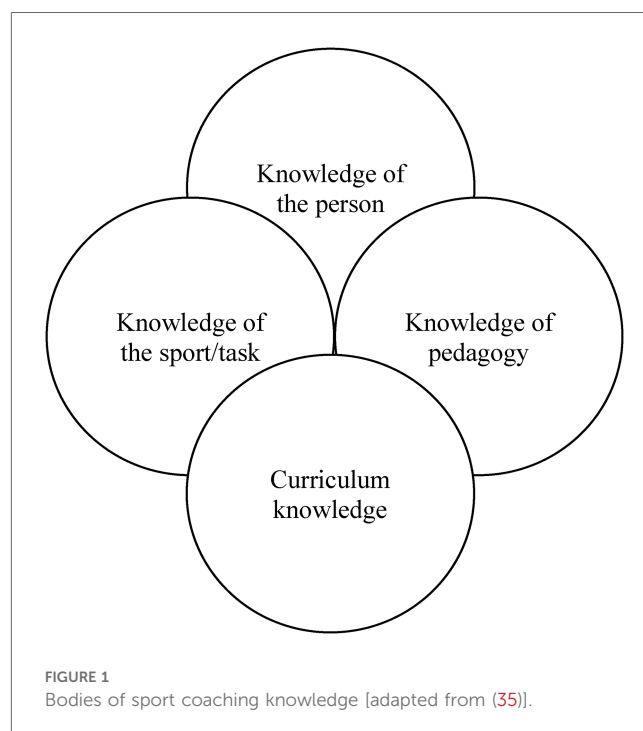 Knowledge of
the person
Knowledge of
the sport/task
Knowledge of
pedagogy
Curriculum
knowledge
FIGURE 1
Bodies of sport coaching knowledge [adapted from (35)].